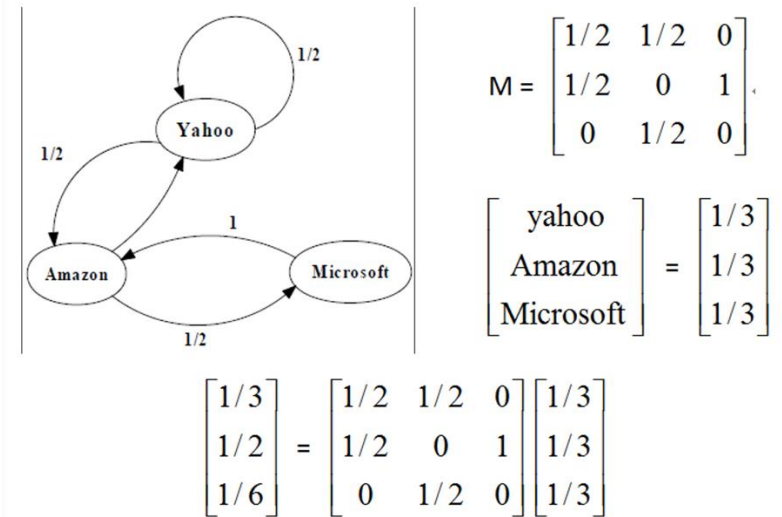 1/2
Yahoo
1/2
1
Amazon
Microsoft
1/2
M = [1/2 1/2 0]
[1/2 0 1]
[0 1/2 0]
[yahoo] = [1/3]
[Amazon] [1/3]
[Microsoft] [1/3]
[1/3] = [1/2 1/2 0] [1/3]
[1/2] [1/2 0 1] [1/3]
[1/6] [0 1/2 0] [1/3]